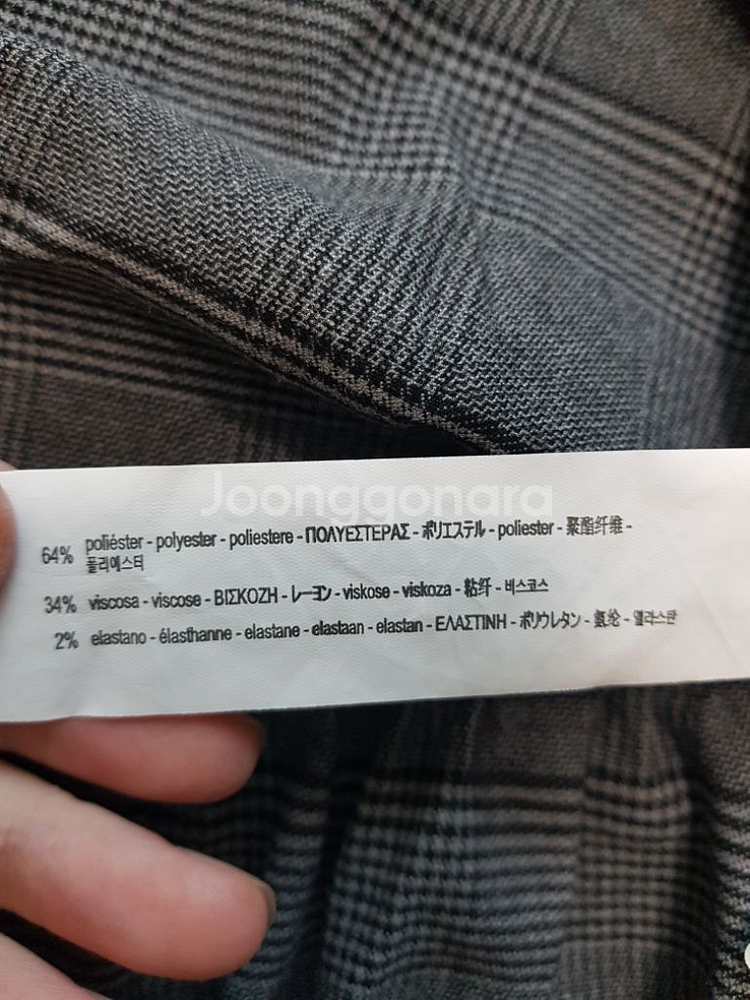 Joonggonara
64% poliéster - polyester - poliestere - ΠΟΛΥΕΣΤΕΡΑΣ - ポリエステル - poliester - 聚酯纤维 -
폴리에스터
34% viscosa - viscose - ΒΙΣΚΟΖΗ - レーヨン - viskose - viskoza - 粘纤 - 비스코스
2% elastano - élasthanne - elastane - elastaan - elastan - ΕΛΑΣΤΙΝΗ - ポリウレタン - 氨纶 - 엘라스탄